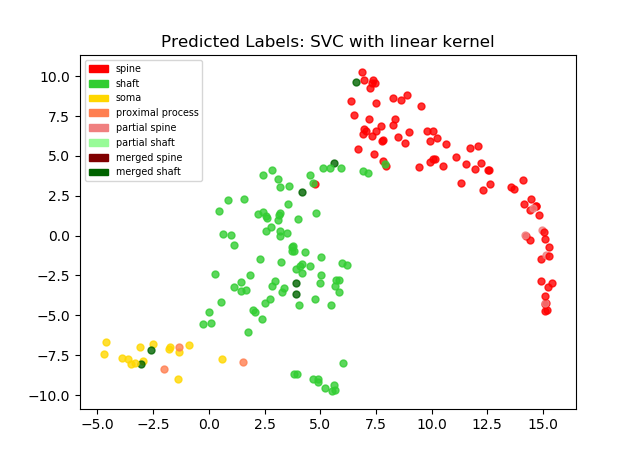 Predicted Labels: SVC with linear kernel
spine
shaft
soma
proximal process
partial spine
partial shaft
merged spine
merged shaft
10.0
7.5
5.0
2.5
0.0
−2.5
−5.0
−7.5
−10.0
−5.0 −2.5 0.0 2.5 5.0 7.5 10.0 12.5 15.0